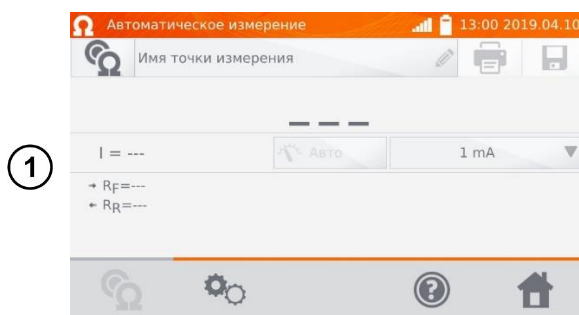 Автоматическое измерение 13:00 2019.04.10
Имя точки измерения
---
I = --- Авто 1 mA
1
→ RF=---
← RR=---